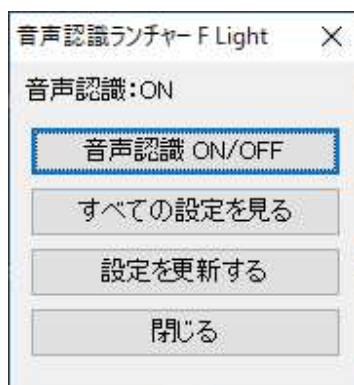 音声認識ランチャー F Light
音声認識:ON
音声認識 ON/OFF
すべての設定を見る
設定を更新する
閉じる